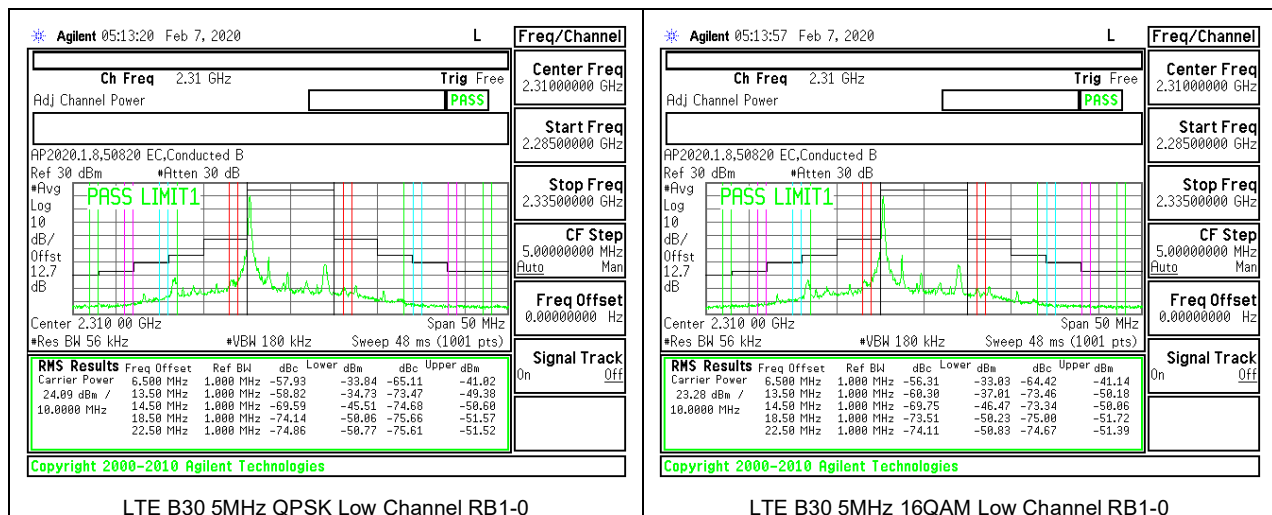 Agilent 05:13:20 Feb 7, 2020 L
Freq/Channel
Ch Freq 2.31 GHz Trig Free
Adj Channel Power PASS
AP2020.1.8,50820 EC,Conducted B
Ref 30 dBm #Atten 30 dB
#Avg
Log
10
dB/
Offst
12.7
dB
PASS LIMIT1
Center 2.310 00 GHz Span 50 MHz
#Res BW 56 kHz #VBW 180 kHz Sweep 48 ms (1001 pts)
RMS Results Freq Offset Ref BW dBc Lower dBm dBc Upper dBm
Carrier Power 6.500 MHz 1.000 MHz -57.93 -33.84 -65.11 -41.02
24.09 dBm / 13.50 MHz 1.000 MHz -58.82 -34.73 -73.47 -49.38
10.0000 MHz 14.50 MHz 1.000 MHz -69.59 -45.51 -74.68 -50.60
18.50 MHz 1.000 MHz -74.14 -50.06 -75.66 -51.57
22.50 MHz 1.000 MHz -74.86 -50.77 -75.61 -51.52
Center Freq
2.31000000 GHz
Start Freq
2.28500000 GHz
Stop Freq
2.33500000 GHz
CF Step
5.00000000 MHz
Auto Man
Freq Offset
0.00000000 Hz
Signal Track
On Off
Copyright 2000-2010 Agilent Technologies
LTE B30 5MHz QPSK Low Channel RB1-0
Agilent 05:13:57 Feb 7, 2020 L
Freq/Channel
Ch Freq 2.31 GHz Trig Free
Adj Channel Power PASS
AP2020.1.8,50820 EC,Conducted B
Ref 30 dBm #Atten 30 dB
#Avg
Log
10
dB/
Offst
12.7
dB
PASS LIMIT1
Center 2.310 00 GHz Span 50 MHz
#Res BW 56 kHz #VBW 180 kHz Sweep 48 ms (1001 pts)
RMS Results Freq Offset Ref BW dBc Lower dBm dBc Upper dBm
Carrier Power 6.500 MHz 1.000 MHz -56.31 -33.03 -64.42 -41.14
23.28 dBm / 13.50 MHz 1.000 MHz -60.30 -37.01 -73.46 -50.18
10.0000 MHz 14.50 MHz 1.000 MHz -69.75 -46.47 -73.34 -50.06
18.50 MHz 1.000 MHz -73.51 -50.23 -75.00 -51.72
22.50 MHz 1.000 MHz -74.11 -50.83 -74.67 -51.39
Center Freq
2.31000000 GHz
Start Freq
2.28500000 GHz
Stop Freq
2.33500000 GHz
CF Step
5.00000000 MHz
Auto Man
Freq Offset
0.00000000 Hz
Signal Track
On Off
Copyright 2000-2010 Agilent Technologies
LTE B30 5MHz 16QAM Low Channel RB1-0